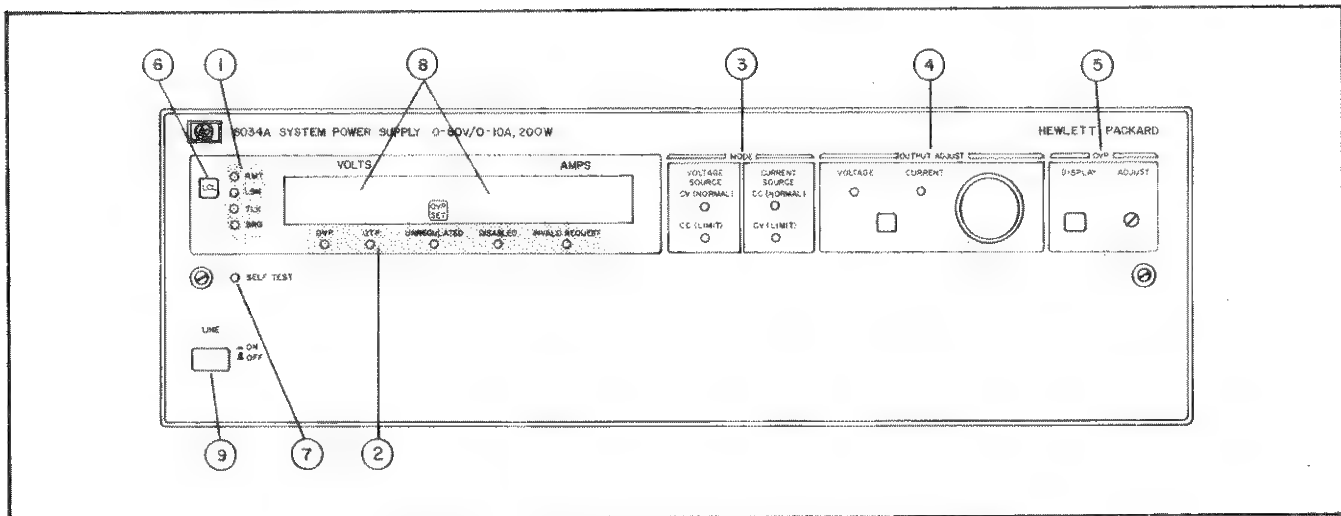 6 1 8 3 4 5
6034A SYSTEM POWER SUPPLY 0-60V/0-10A, 200W HEWLETT PACKARD
VOLTS AMPS
MODE
OUTPUT ADJUST
OVP
LCL
RMT
LSN
TLK
SRQ
OVP SET
OVP OTP UNREGULATED DISABLED INVALID REQUEST
VOLTAGE SOURCE
CV (NORMAL)
CC (LIMIT)
CURRENT SOURCE
CC (NORMAL)
CV (LIMIT)
VOLTAGE CURRENT
DISPLAY ADJUST
SELF TEST
LINE
ON
OFF
9 7 2